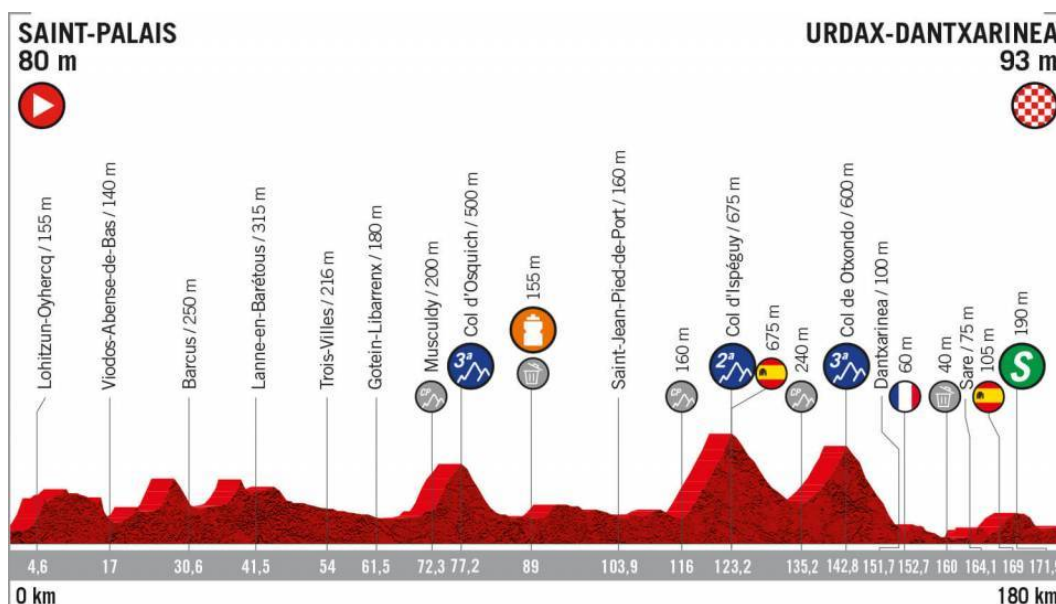 SAINT-PALAIS
80 m
URDAX-DANTXARINEA
93 m
Lohitzun-Oyhercq / 155 m
Viodos-Abense-de-Bas / 140 m
Barcus / 250 m
Lanne-en-Barétous / 315 m
Trois-Villes / 216 m
Gotein-Libarrenx / 180 m
Musculdy / 200 m
CP
Col d'Osquich / 500 m
3ª
155 m
Saint-Jean-Pied-de-Port / 160 m
160 m
CP
Col d'Ispéguy / 675 m
2ª
675 m
240 m
CP
Col de Otxondo / 600 m
3ª
Dantxarinea / 100 m
60 m
40 m
Sare / 75 m
105 m
190 m
S
4,6 17 30,6 41,5 54 61,5 72,3 77,2 89 103,9 116 123,2 135,2 142,8 151,7 152,7 160 164,1 169 171,9
0 km
180 km